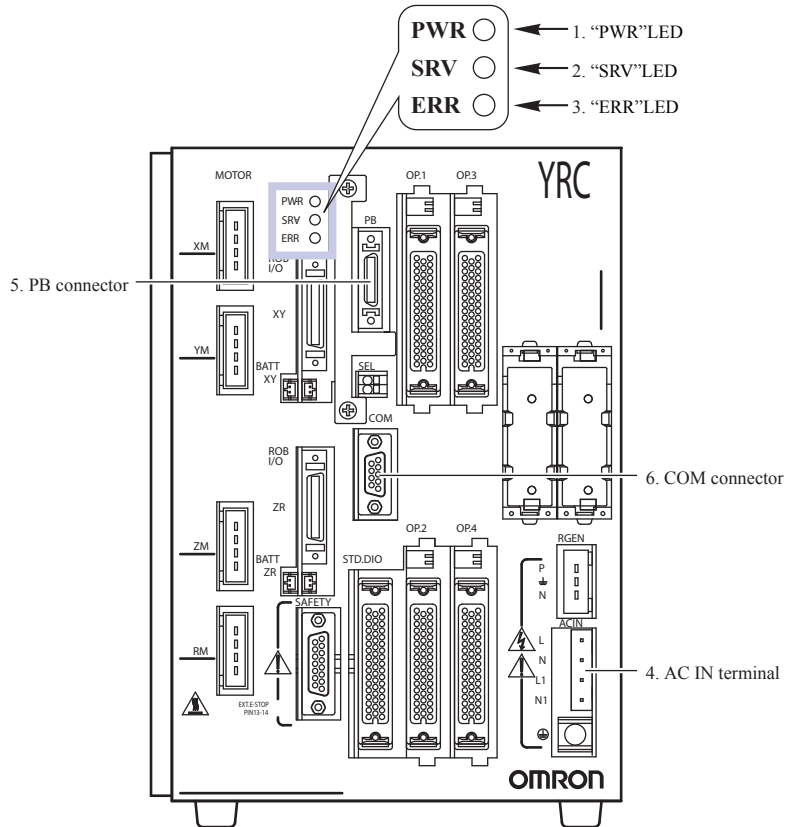 PWR
SRV
ERR
1. “PWR”LED
2. “SRV”LED
3. “ERR”LED
MOTOR
PWR
SRV
ERR
OP.1
OP.3
YRC
PB
XM
ROB
I/O
5. PB connector
XY
YM
BATT
XY
SEL
COM
ROB
I/O
6. COM connector
ZR
OP.2
OP.4
RGEN
ZM
BATT
ZR
STD.DIO
P
N
SAFETY
ACIN
L
N
L1
N1
RM
4. AC IN terminal
EXT.E-STOP
PIN13-14
OMRON